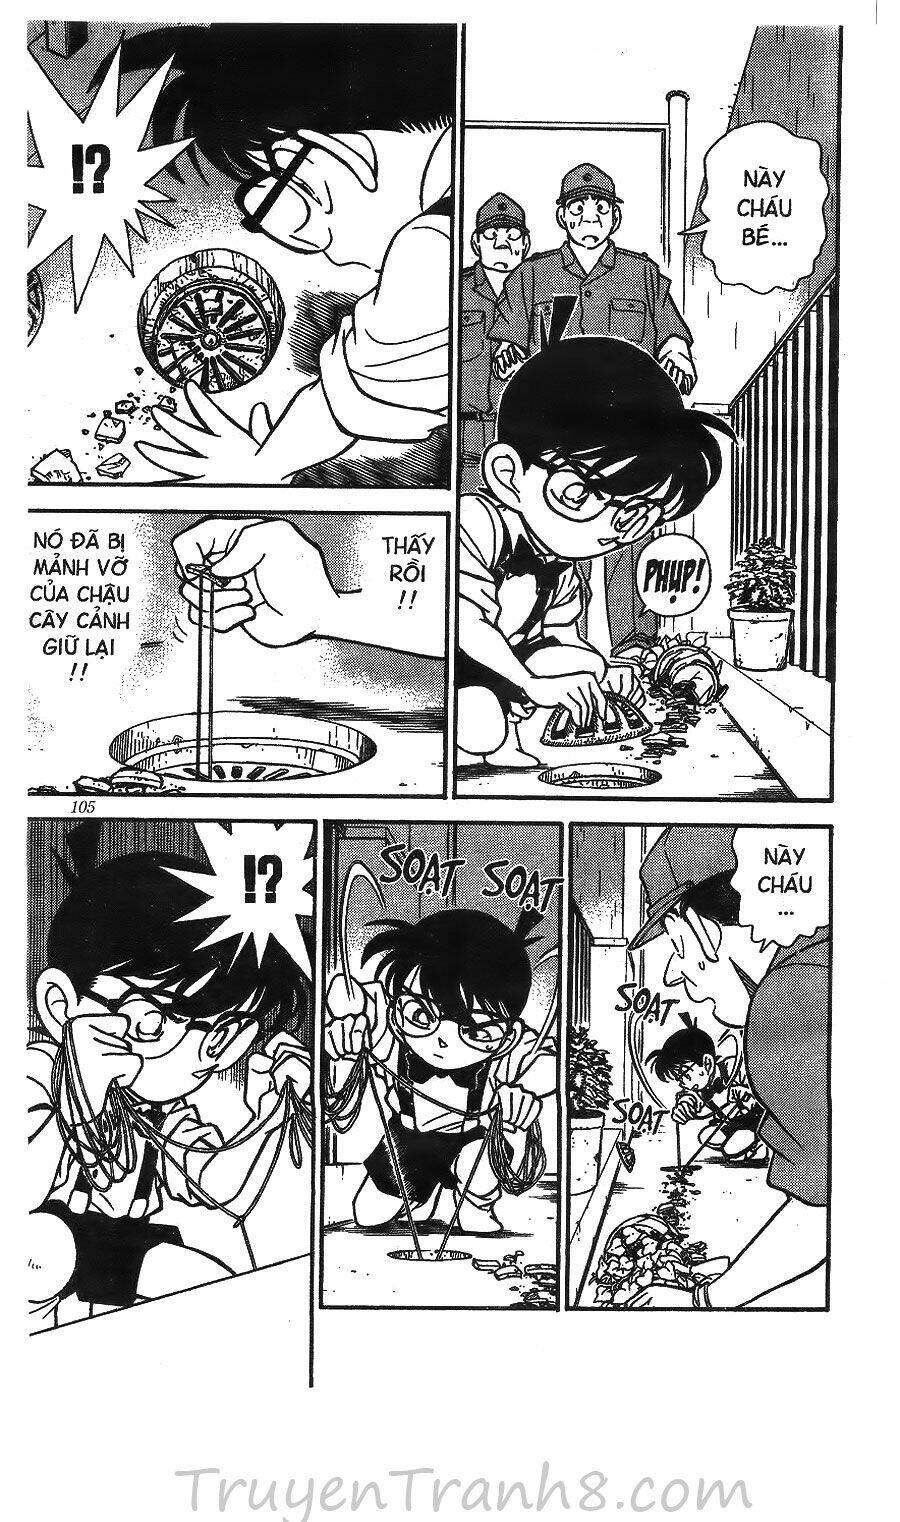 NÀY
CHÁU
BÉ...
PHỤP!
!?
THẤY
RỒI
!!
NÓ ĐÃ BỊ
MẢNH VỠ
CỦA CHẬU
CÂY CẢNH
GIỮ LẠI
!!
105
NÀY
CHÁU
...
SOẠT
SOẠT
SOẠT
SOẠT
!?
TruyenTranh8.com